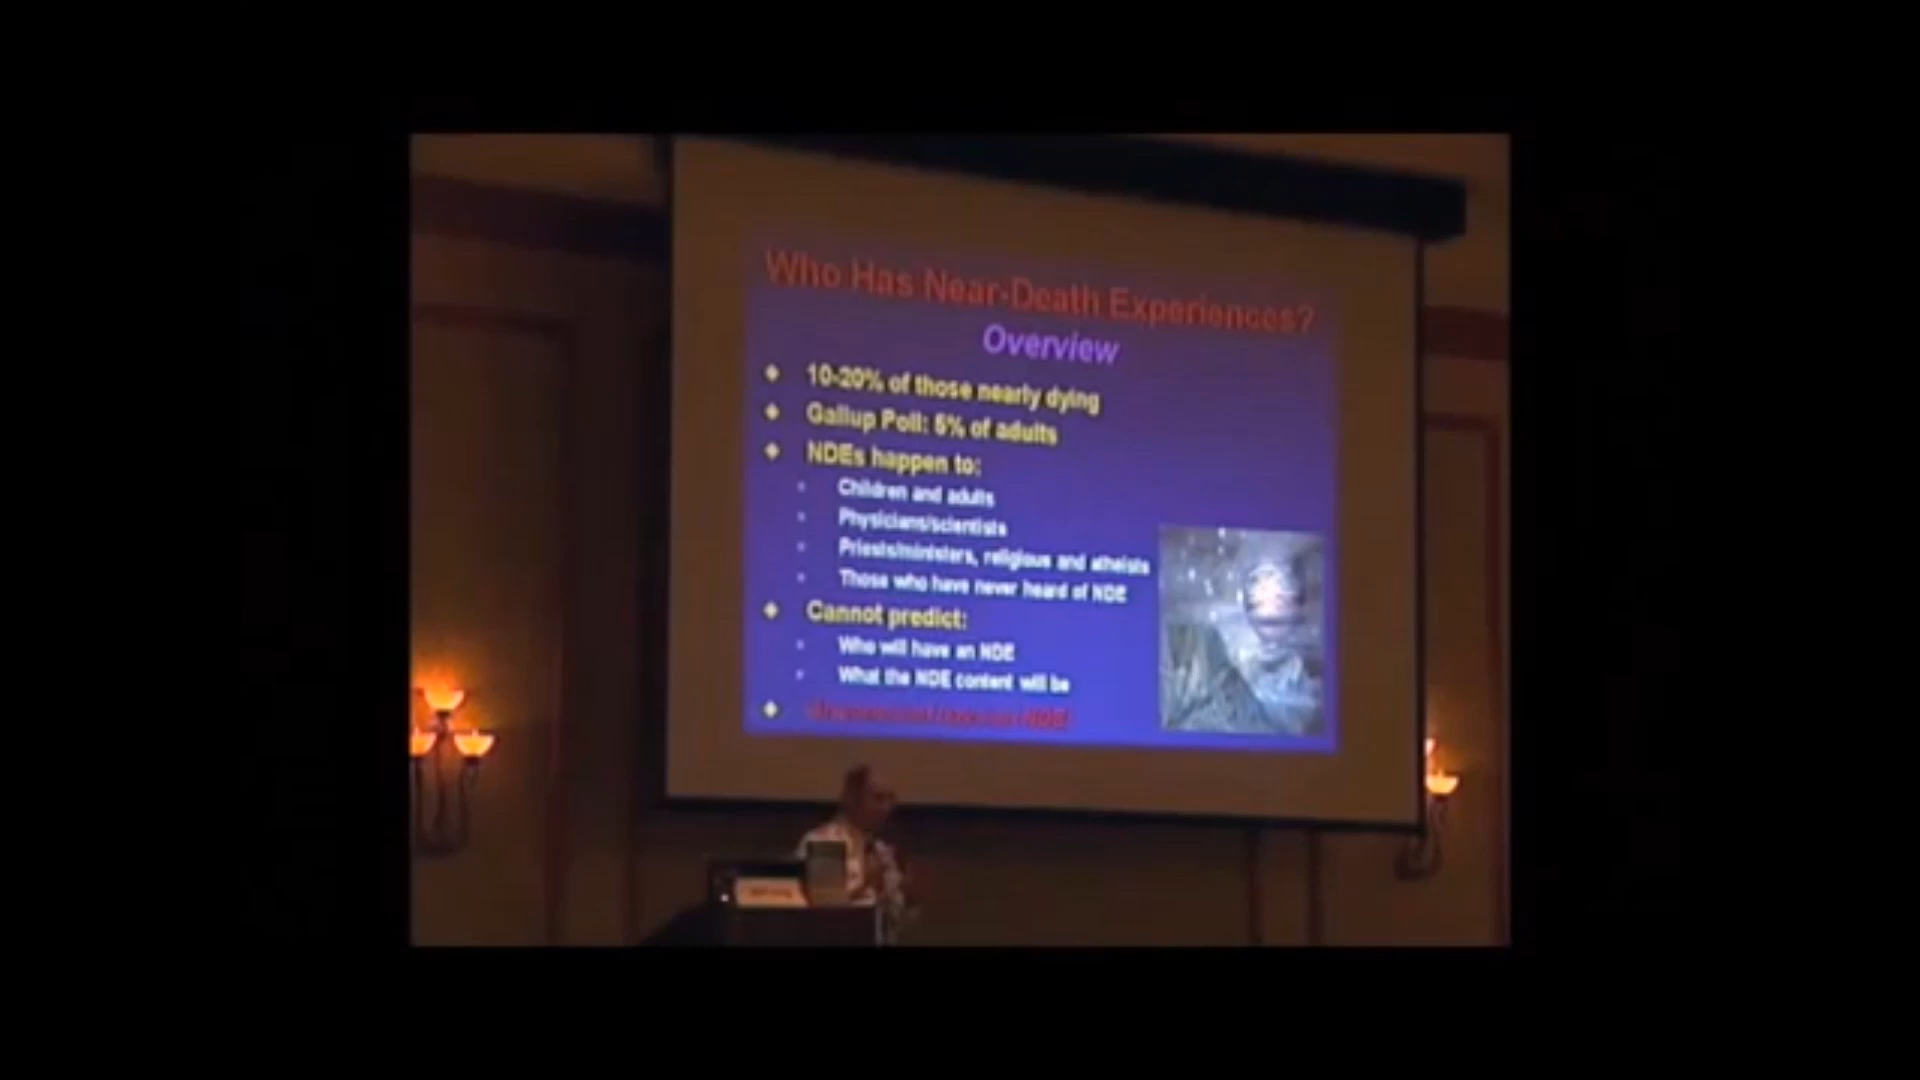 Who Has Near-Death Experiences?
Overview
10-20% of those nearly dying
Gallup Poll: 5% of adults
NDEs happen to:
Children and adults
Physicians/scientists
Priests/ministers, religious and atheists
Those who have never heard of NDE
Cannot predict:
Who will have an NDE
What the NDE content will be
NDE!